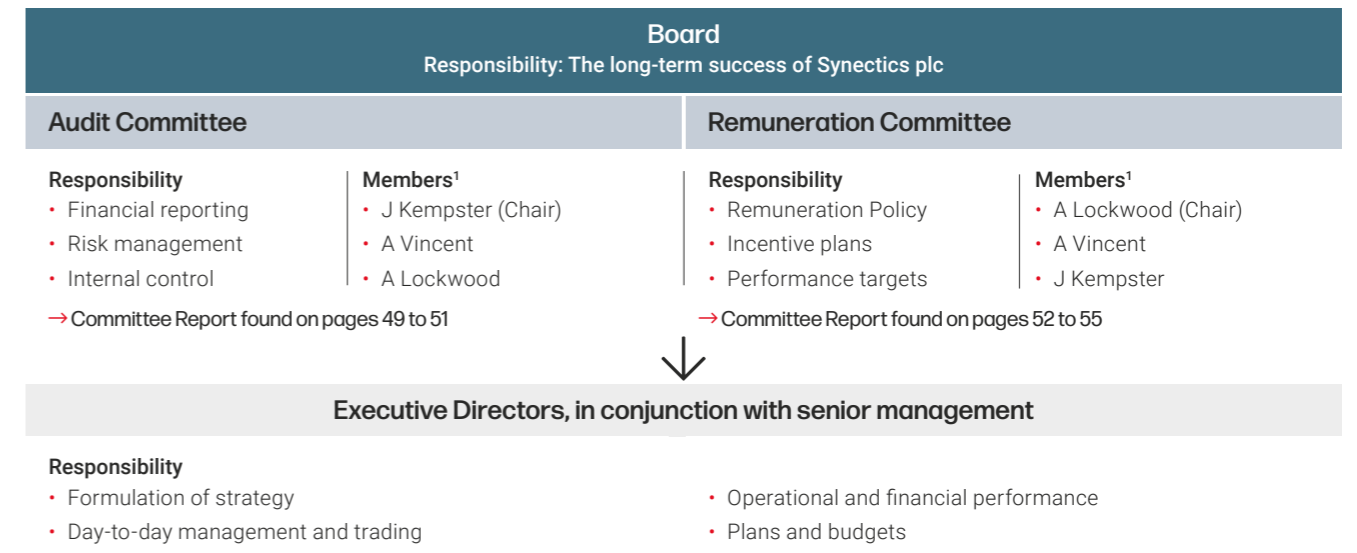 Board
Responsibility: The long-term success of Synectics plc
Audit Committee
Responsibility
• Financial reporting
• Risk management
• Internal control
Members¹
• J Kempster (Chair)
• A Vincent
• A Lockwood
→ Committee Report found on pages 49 to 51
Remuneration Committee
Responsibility
• Remuneration Policy
• Incentive plans
• Performance targets
Members¹
• A Lockwood (Chair)
• A Vincent
• J Kempster
→ Committee Report found on pages 52 to 55
Executive Directors, in conjunction with senior management
Responsibility
• Formulation of strategy
• Day-to-day management and trading
• Operational and financial performance
• Plans and budgets